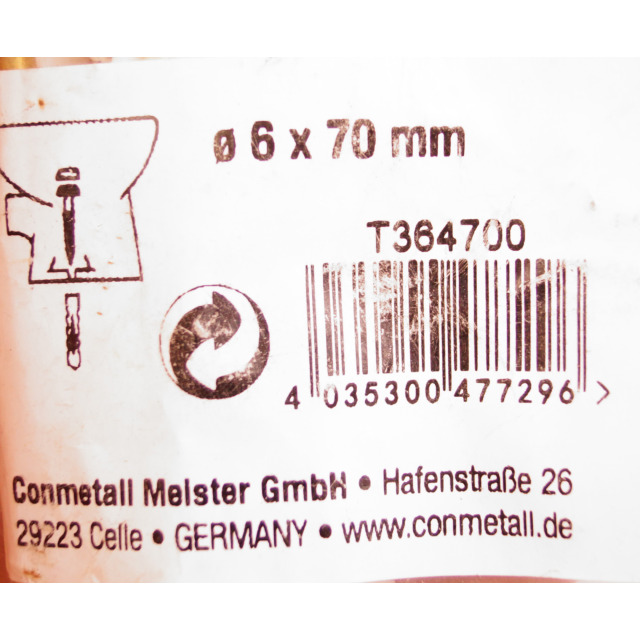 ø 6 x 70 mm
T364700
4 035300 477296 >
Conmetall Meister GmbH • Hafenstraße 26
29223 Celle • GERMANY • www.conmetall.de